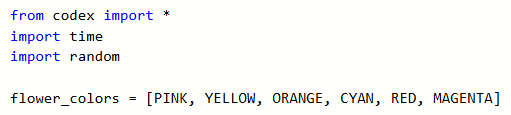 from codex import *
import time
import random
flower_colors = [PINK, YELLOW, ORANGE, CYAN, RED, MAGENTA]